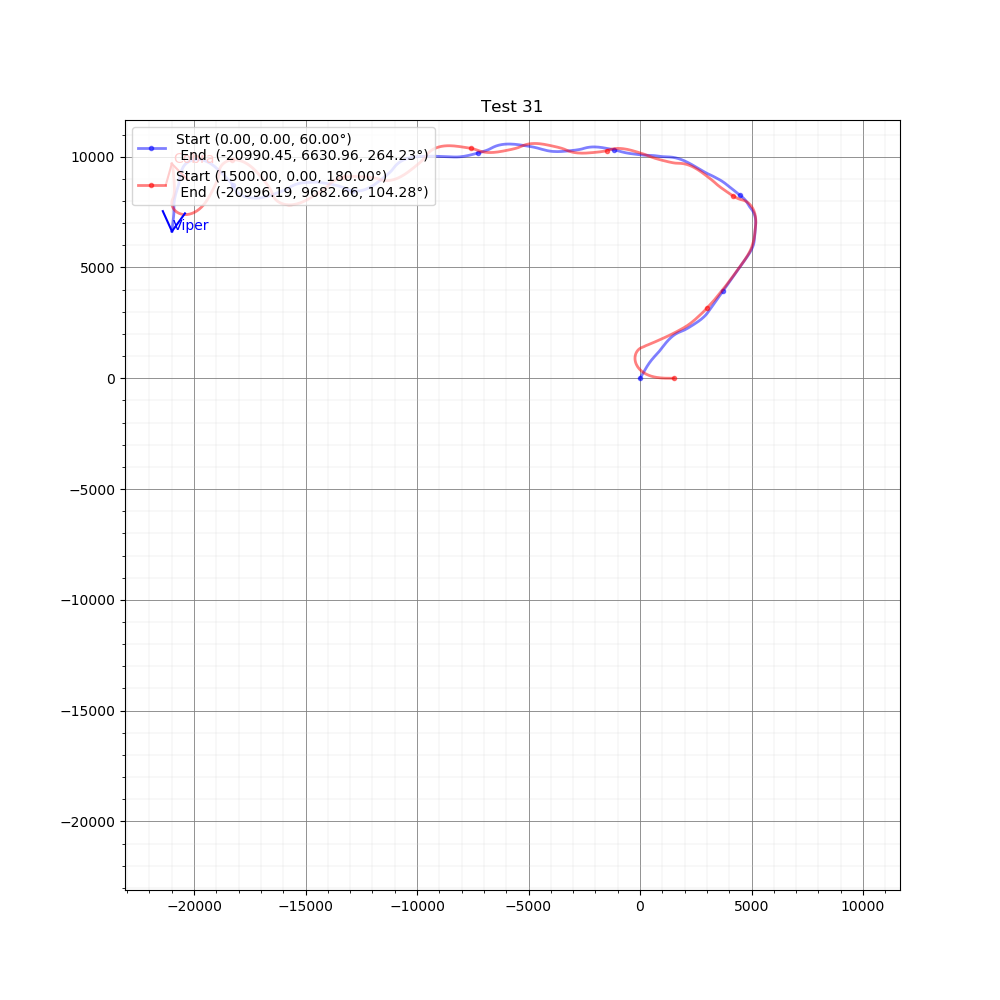 Test 31
Start (0.00, 0.00, 60.00°)
End (-20990.45, 6630.96, 264.23°)
Start (1500.00, 0.00, 180.00°)
End (-20996.19, 9682.66, 104.28°)
Viper
10000
5000
0
−5000
−10000
−15000
−20000
−20000 −15000 −10000 −5000 0 5000 10000